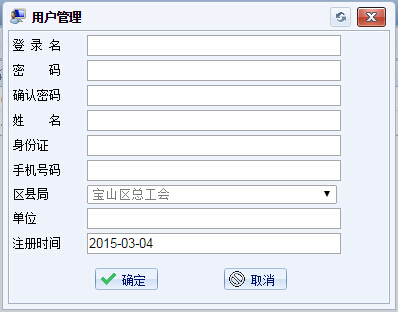 用户管理
登 录 名
密 码
确认密码
姓 名
身份证
手机号码
区县局 宝山区总工会
单位
注册时间 2015-03-04
确定 取消